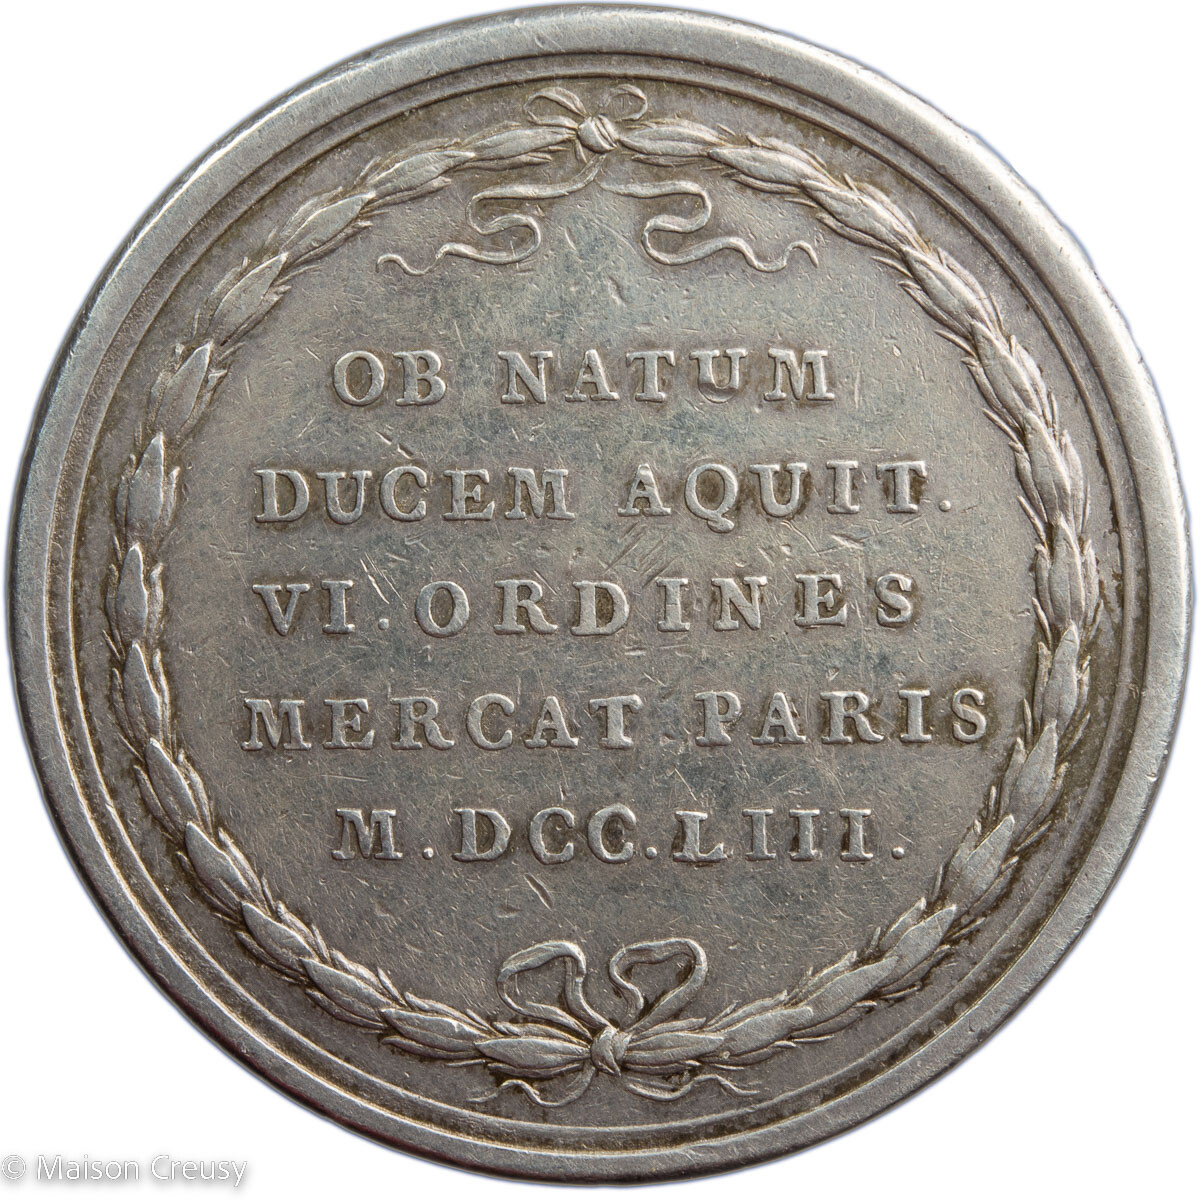 OB NATUM
DUCEM AQUIT.
VI. ORDINES
MERCAT. PARIS
M. DCC. LIII.
© Maison Creusy